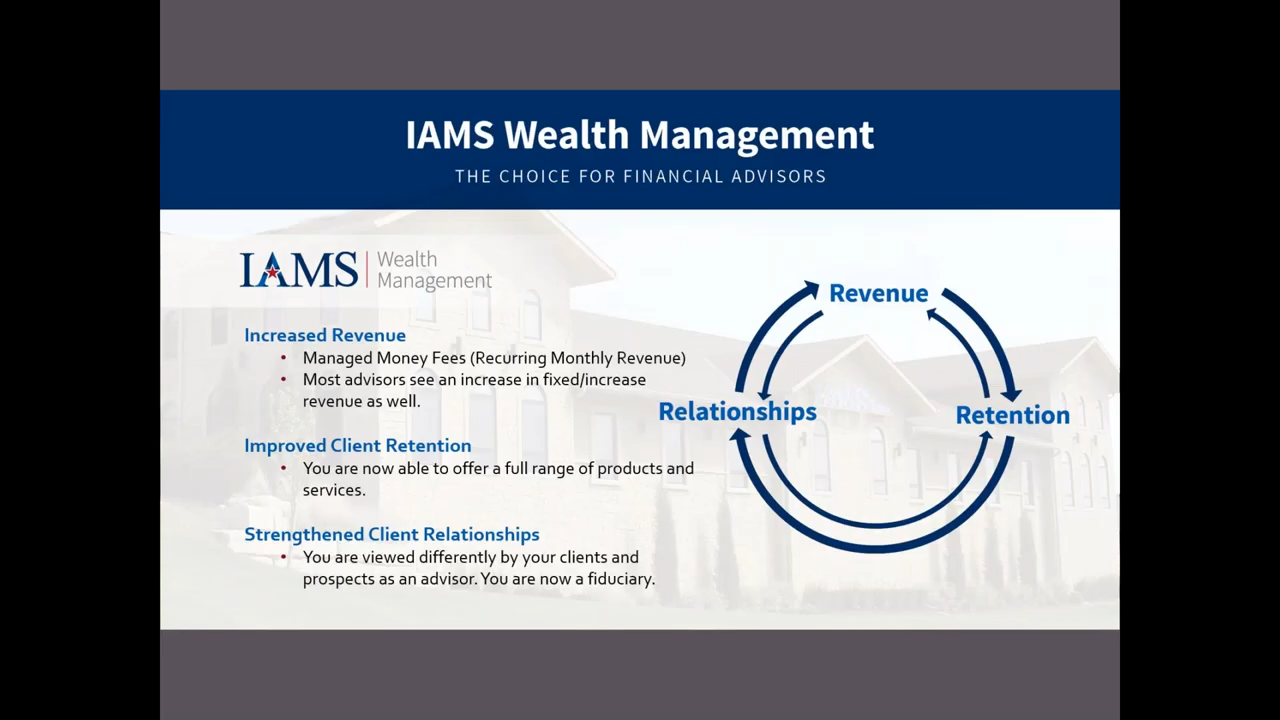 IAMS Wealth Management
THE CHOICE FOR FINANCIAL ADVISORS
IAMS | Wealth
Management
Increased Revenue
• Managed Money Fees (Recurring Monthly Revenue)
• Most advisors see an increase in fixed/increase
revenue as well.
Improved Client Retention
• You are now able to offer a full range of products and
services.
Strengthened Client Relationships
• You are viewed differently by your clients and
prospects as an advisor. You are now a fiduciary.
Revenue
Relationships
Retention